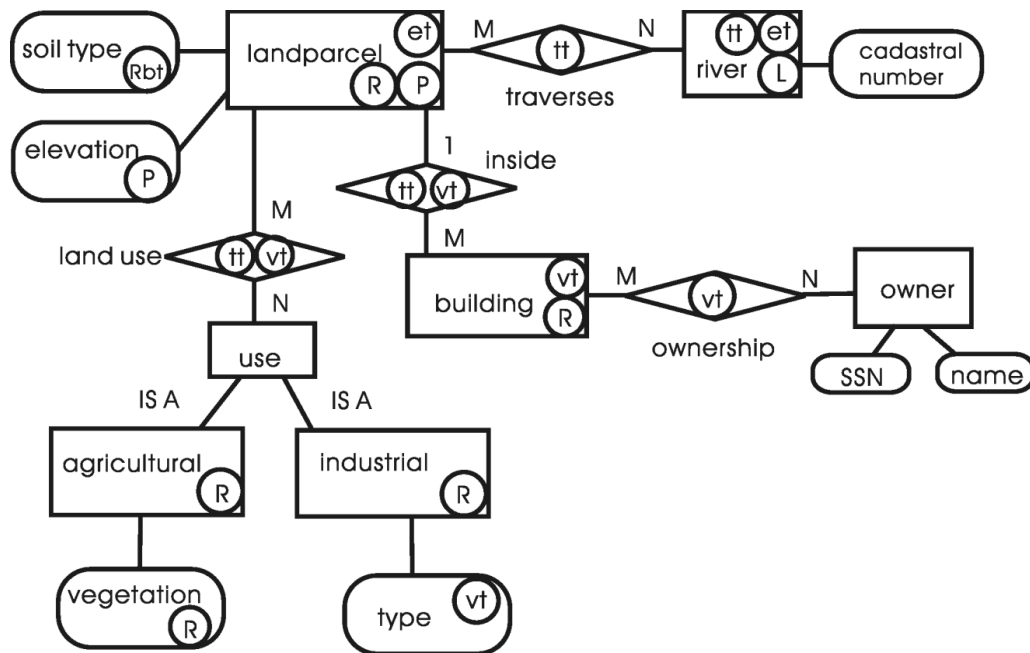 soil type
Rbt
elevation
P
landparcel
et
R P
M
tt
N
traverses
tt et
river
L
cadastral
number
1
inside
tt vt
M
M
land use
tt vt
N
vt
building
R
M
vt
N
ownership
owner
SSN
name
use
IS A
IS A
agricultural
R
industrial
R
vegetation
R
type
vt